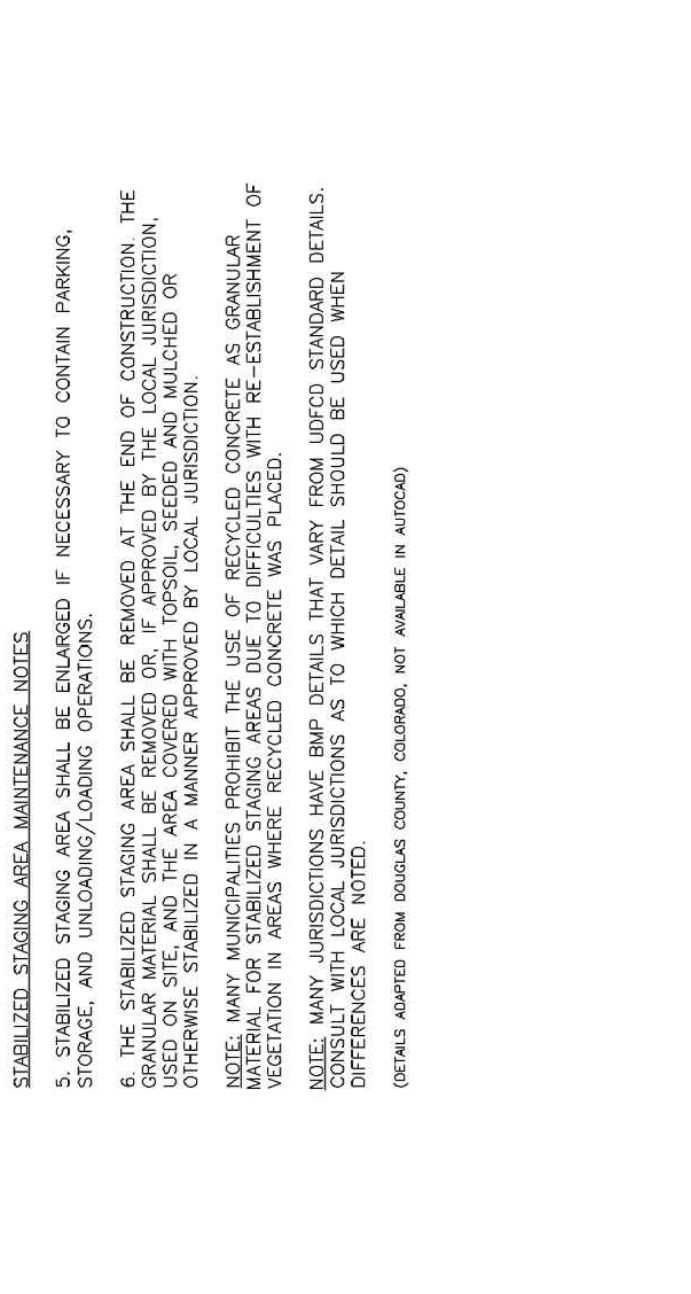 STABILIZED STAGING AREA MAINTENANCE NOTES
5. STABILIZED STAGING AREA SHALL BE ENLARGED IF NECESSARY TO CONTAIN PARKING,
STORAGE, AND UNLOADING/LOADING OPERATIONS.
6. THE STABILIZED STAGING AREA SHALL BE REMOVED AT THE END OF CONSTRUCTION. THE
GRANULAR MATERIAL SHALL BE REMOVED OR, IF APPROVED BY THE LOCAL JURISDICTION,
USED ON SITE, AND THE AREA COVERED WITH TOPSOIL, SEEDED AND MULCHED OR
OTHERWISE STABILIZED IN A MANNER APPROVED BY LOCAL JURISDICTION.
NOTE: MANY MUNICIPALITIES PROHIBIT THE USE OF RECYCLED CONCRETE AS GRANULAR
MATERIAL FOR STABILIZED STAGING AREAS DUE TO DIFFICULTIES WITH RE-ESTABLISHMENT OF
VEGETATION IN AREAS WHERE RECYCLED CONCRETE WAS PLACED.
NOTE: MANY JURISDICTIONS HAVE BMP DETAILS THAT VARY FROM UDFCD STANDARD DETAILS.
CONSULT WITH LOCAL JURISDICTIONS AS TO WHICH DETAIL SHOULD BE USED WHEN
DIFFERENCES ARE NOTED.
(DETAILS ADAPTED FROM DOUGLAS COUNTY, COLORADO, NOT AVAILABLE IN AUTOCAD)